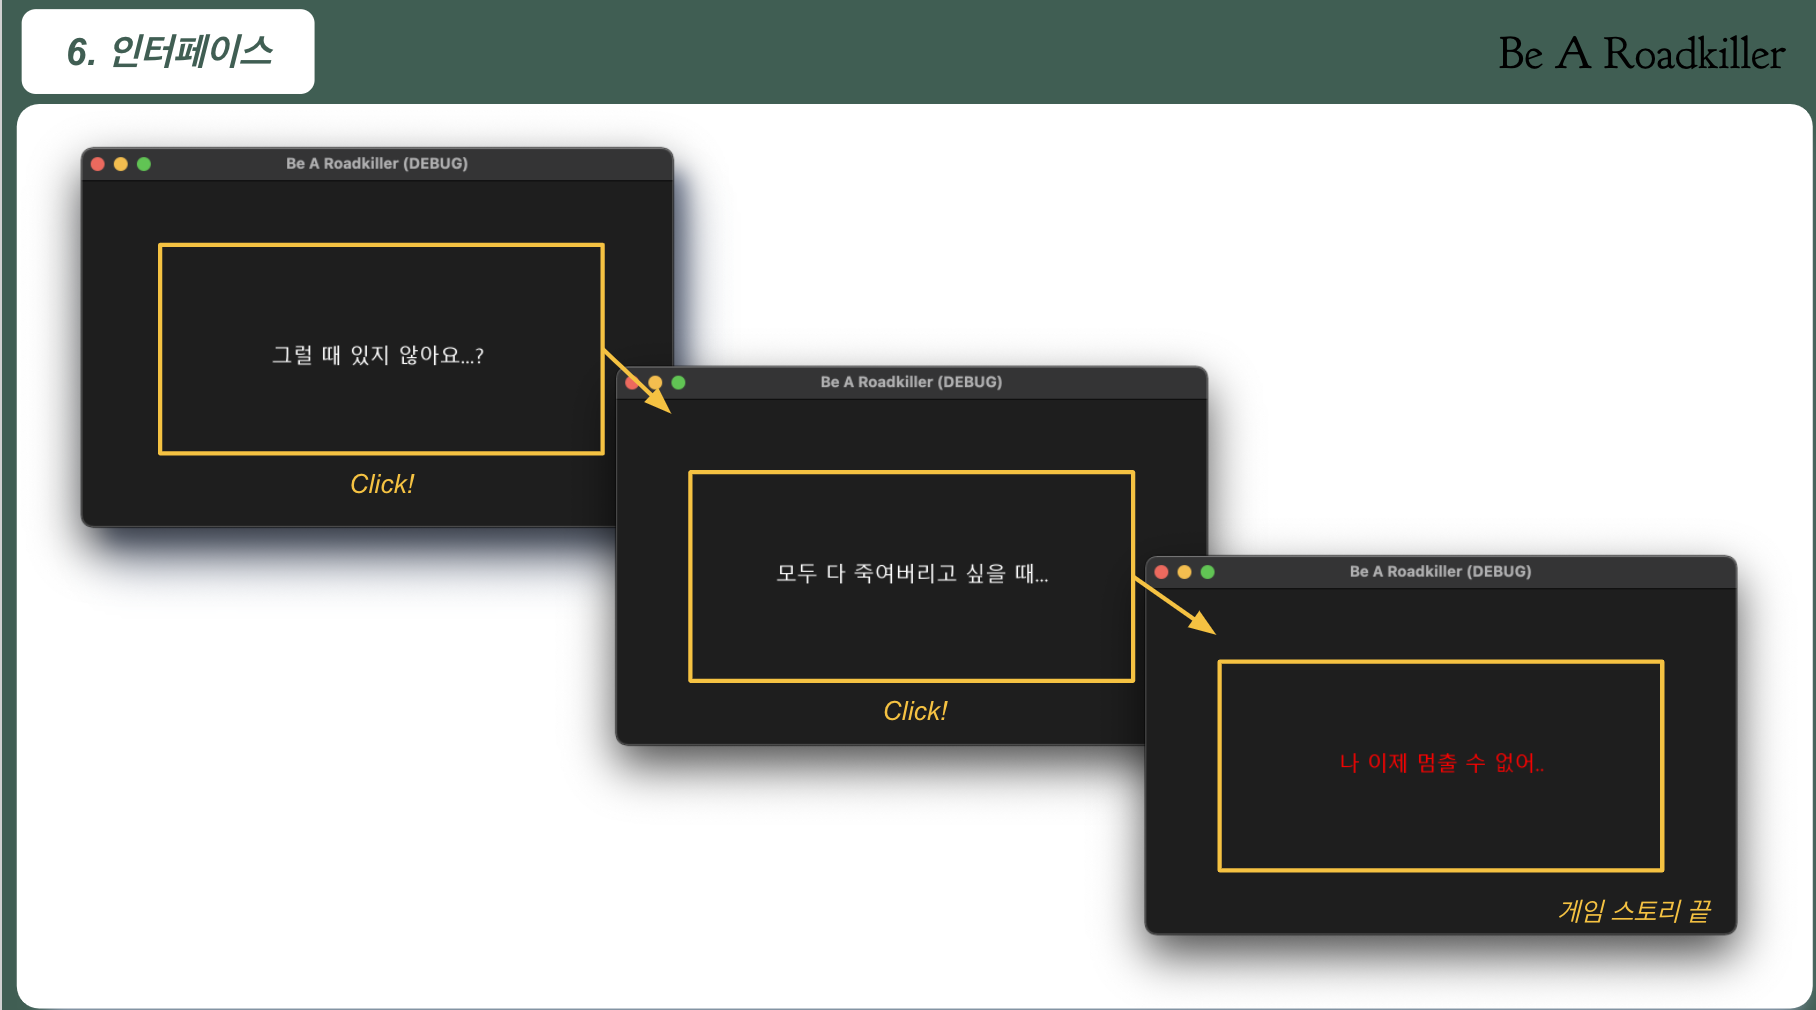 6. 인터페이스
Be A Roadkiller
Be A Roadkiller (DEBUG)
그럴 때 있지 않아요...?
Click!
Be A Roadkiller (DEBUG)
모두 다 죽여버리고 싶을 때...
Click!
Be A Roadkiller (DEBUG)
나 이제 멈출 수 없어..
게임 스토리 끝